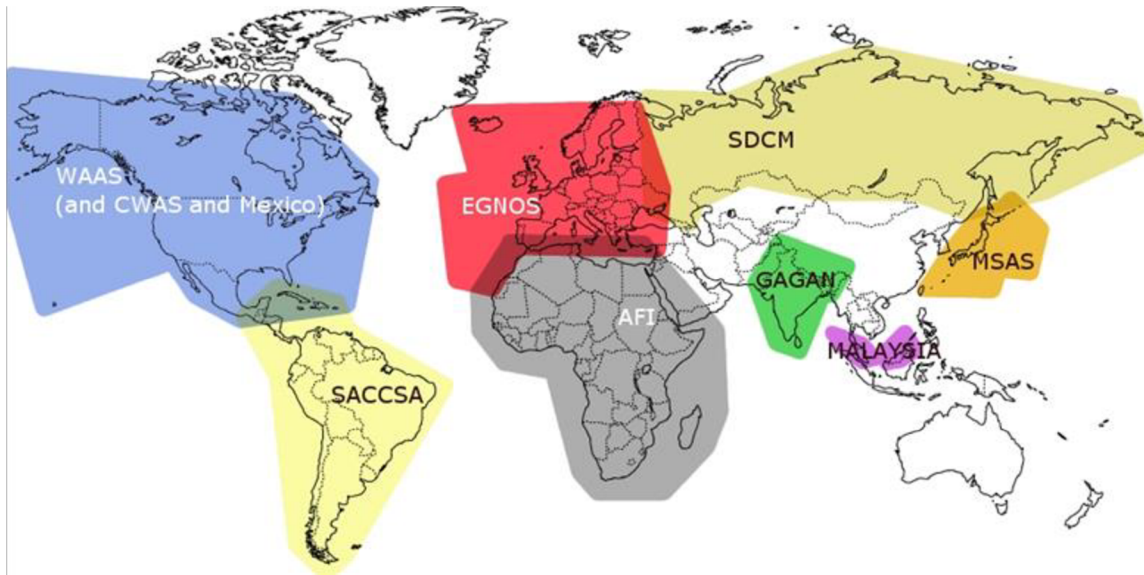 SDCM
WAAS
(and CWAS and Mexico)
EGNOS
MSAS
GAGAN
AFI
MALAYSIA
SACCSA